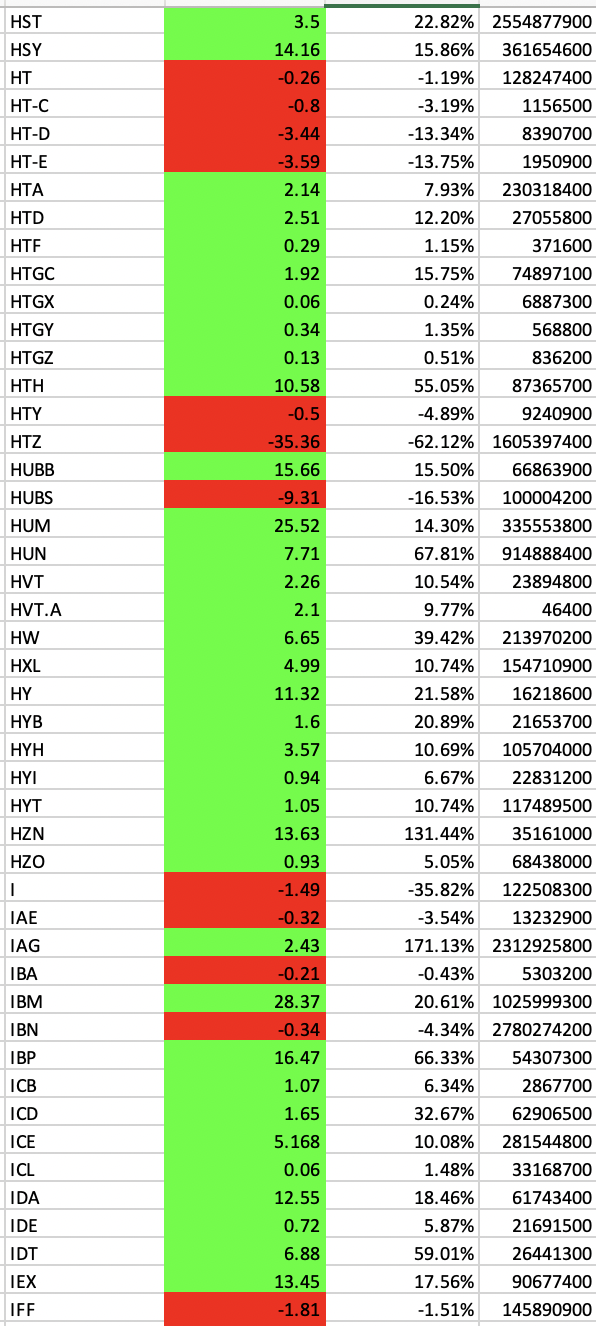 HST 3.5 22.82% 2554877900
HSY 14.16 15.86% 361654600
HT -0.26 -1.19% 128247400
HT-C -0.8 -3.19% 1156500
HT-D -3.44 -13.34% 8390700
HT-E -3.59 -13.75% 1950900
HTA 2.14 7.93% 230318400
HTD 2.51 12.20% 27055800
HTF 0.29 1.15% 371600
HTGC 1.92 15.75% 74897100
HTGX 0.06 0.24% 6887300
HTGY 0.34 1.35% 568800
HTGZ 0.13 0.51% 836200
HTH 10.58 55.05% 87365700
HTY -0.5 -4.89% 9240900
HTZ -35.36 -62.12% 1605397400
HUBB 15.66 15.50% 66863900
HUBS -9.31 -16.53% 100004200
HUM 25.52 14.30% 335553800
HUN 7.71 67.81% 914888400
HVT 2.26 10.54% 23894800
HVT.A 2.1 9.77% 46400
HW 6.65 39.42% 213970200
HXL 4.99 10.74% 154710900
HY 11.32 21.58% 16218600
HYB 1.6 20.89% 21653700
HYH 3.57 10.69% 105704000
HYI 0.94 6.67% 22831200
HYT 1.05 10.74% 117489500
HZN 13.63 131.44% 35161000
HZO 0.93 5.05% 68438000
I -1.49 -35.82% 122508300
IAE -0.32 -3.54% 13232900
IAG 2.43 171.13% 2312925800
IBA -0.21 -0.43% 5303200
IBM 28.37 20.61% 1025999300
IBN -0.34 -4.34% 2780274200
IBP 16.47 66.33% 54307300
ICB 1.07 6.34% 2867700
ICD 1.65 32.67% 62906500
ICE 5.168 10.08% 281544800
ICL 0.06 1.48% 33168700
IDA 12.55 18.46% 61743400
IDE 0.72 5.87% 21691500
IDT 6.88 59.01% 26441300
IEX 13.45 17.56% 90677400
IFF -1.81 -1.51% 145890900